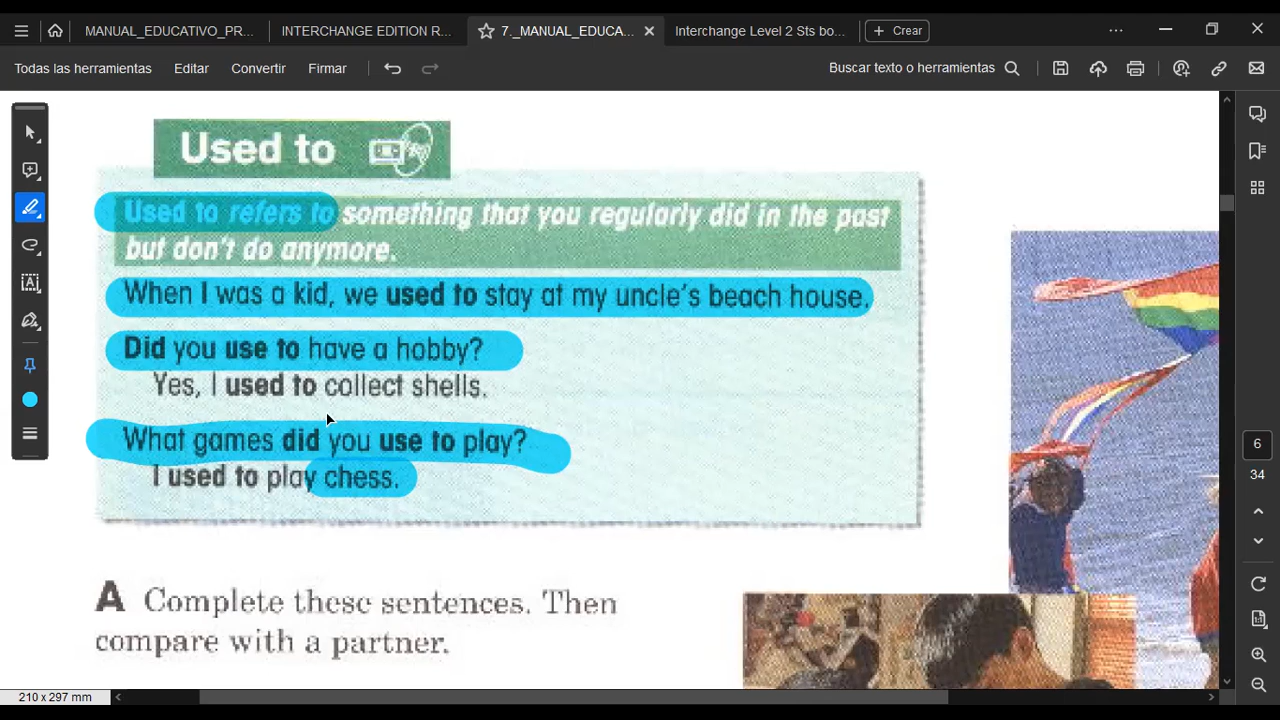 MANUAL_EDUCATIVO_PR...
INTERCHANGE EDITION R...
7._MANUAL_EDUCA...
Interchange Level 2 Sts bo...
+ Crear
Todas las herramientas
Editar
Convertir
Firmar
Buscar texto o herramientas
Used to
Used to refers to something that you regularly did in the past
but don't do anymore.
When I was a kid, we used to stay at my uncle's beach house.
Did you use to have a hobby?
Yes, I used to collect shells.
What games did you use to play?
I used to play chess.
A Complete these sentences. Then
compare with a partner.
6
34
210 x 297 mm